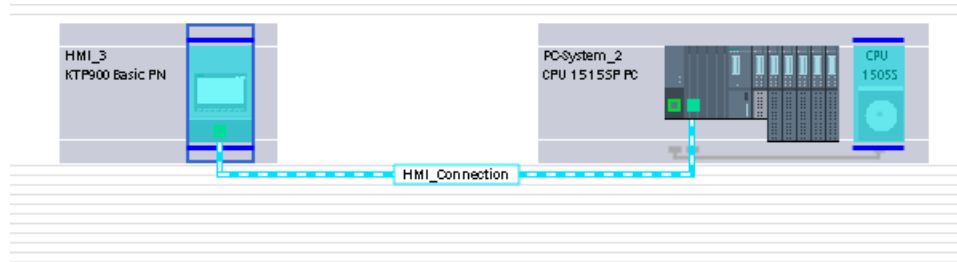 HMI_3
KTP900 Basic PN
PC-System_2
CPU 1515SP PC
CPU
1505S
HMI_Connection